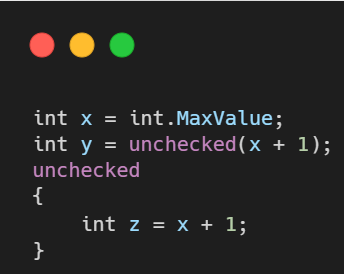 int x = int.MaxValue;
int y = unchecked(x + 1);
unchecked
{
    int z = x + 1;
}